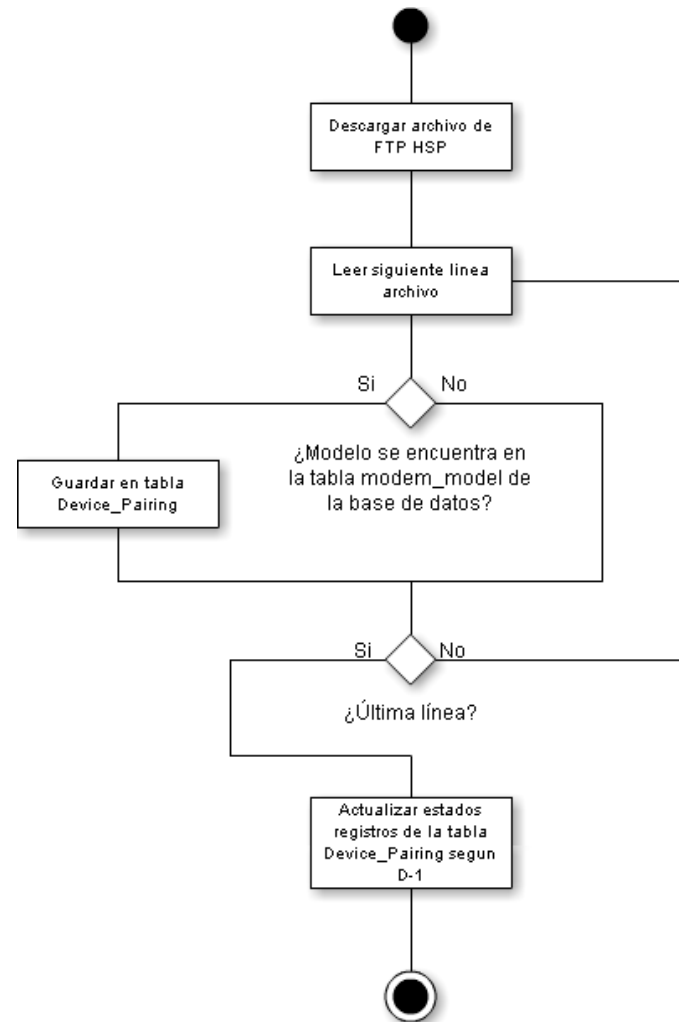 Descargar archivo de
FTP HSP
Leer siguiente linea
archivo
Si
No
¿Modelo se encuentra en
la tabla modem_model de
la base de datos?
Guardar en tabla
Device_Pairing
Si
No
¿Última línea?
Actualizar estados
registros de la tabla
Device_Pairing segun
D-1